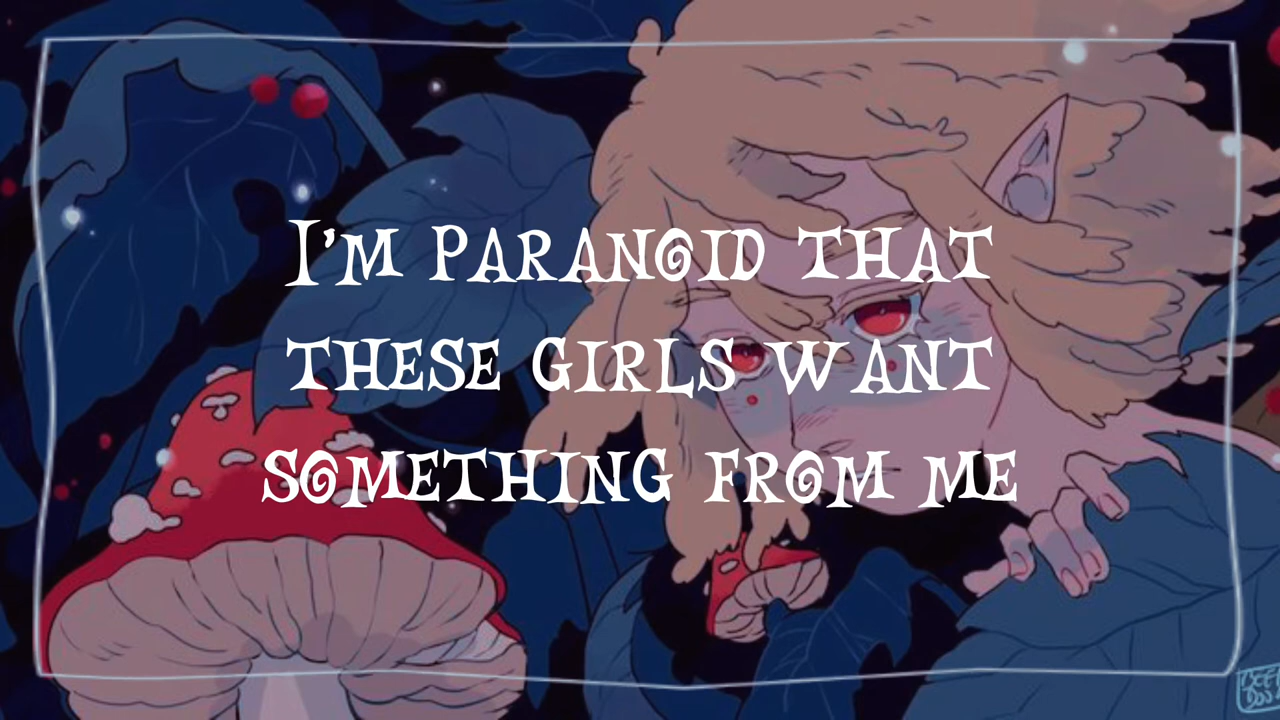 I'm paranoid that
these girls want
something from me